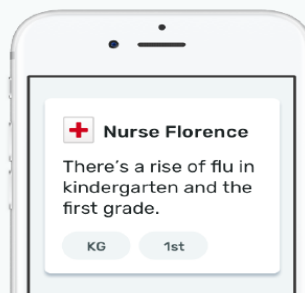 Nurse Florence
There's a rise of flu in
kindergarten and the
first grade.
KG 1st